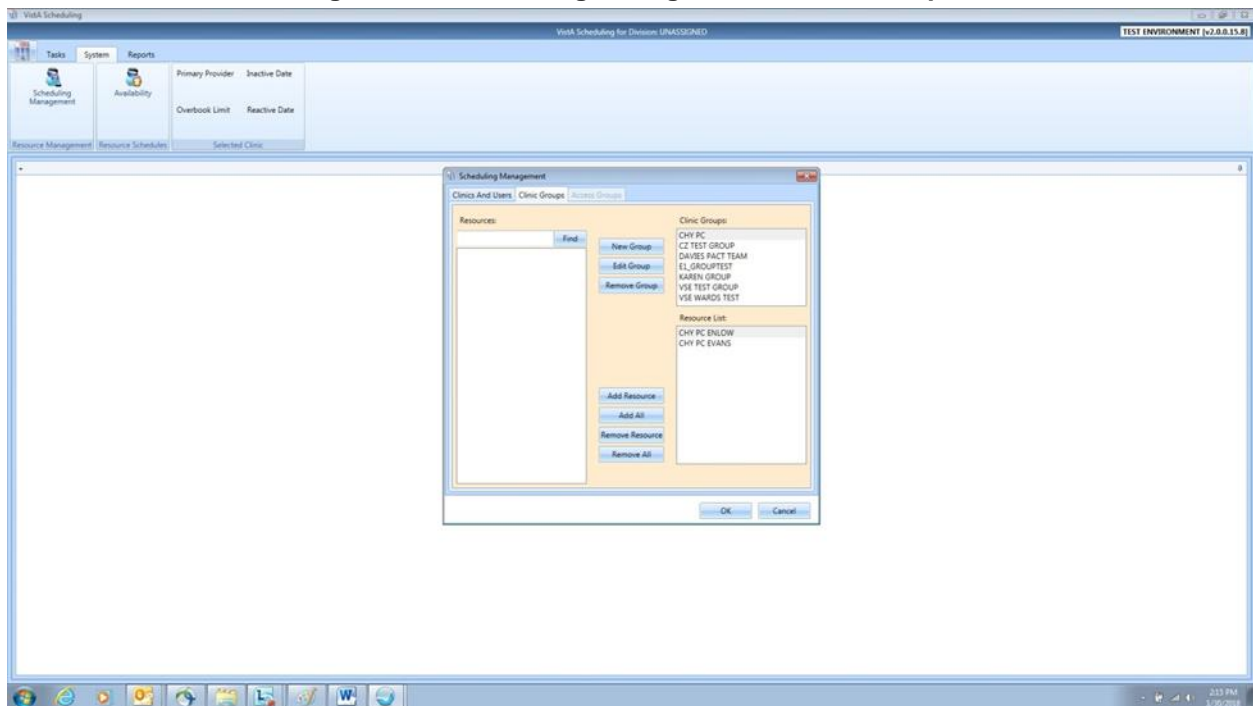 VistA Scheduling
VistA Scheduling for Division: UNASSIGNED
TEST ENVIRONMENT [v2.0.0.15.8]
Tasks System Reports
Scheduling Management
Availability
Primary Provider Inactive Date
Overbook Limit Reactive Date
Resource Management Resource Schedules Selected Clinic
Scheduling Management
Clinics And Users Clinic Groups Access Groups
Resources:
Find
New Group
Edit Group
Remove Group
Clinic Groups:
CHY PC
CZ TEST GROUP
DAVIES PACT TEAM
E1_GROUPTEST
KAREN GROUP
VSE TEST GROUP
VSE WARDS TEST
Resource List:
CHY PC ENLOW
CHY PC EVANS
Add Resource
Add All
Remove Resource
Remove All
OK Cancel
2:15 PM